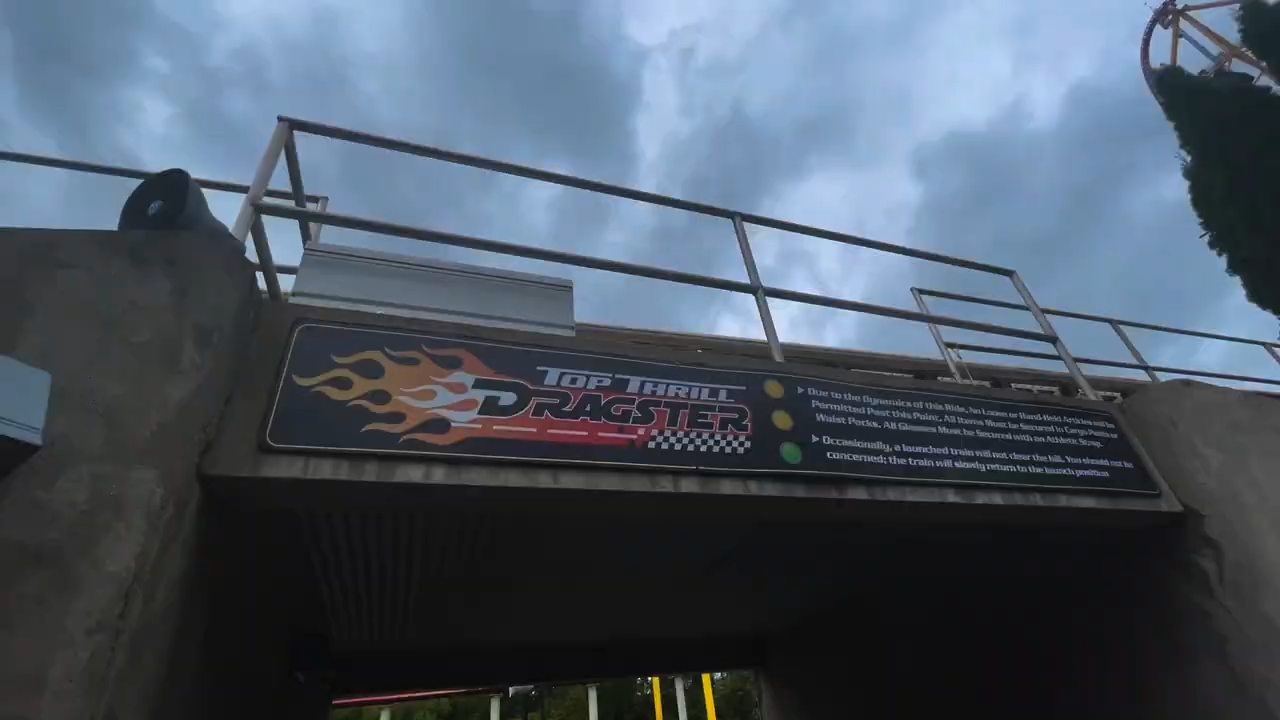 TOP THRILL
DRAGSTER
Due to the Dynamics of this Ride, No Loose or Hand-Held Articles will be
Permitted Past this Point. All Items Must be Secured in Cargo Pants or
Waist Packs. All Glasses Must be Secured with an Athletic Strap.
Occasionally, a launched train will not clear the hill. You should not be
concerned; the train will slowly return to the launch position